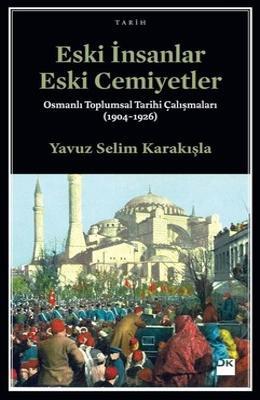 TARİH
Eski İnsanlar
Eski Cemiyetler
Osmanlı Toplumsal Tarihi Çalışmaları
(1904-1926)
Yavuz Selim Karakışla
DK